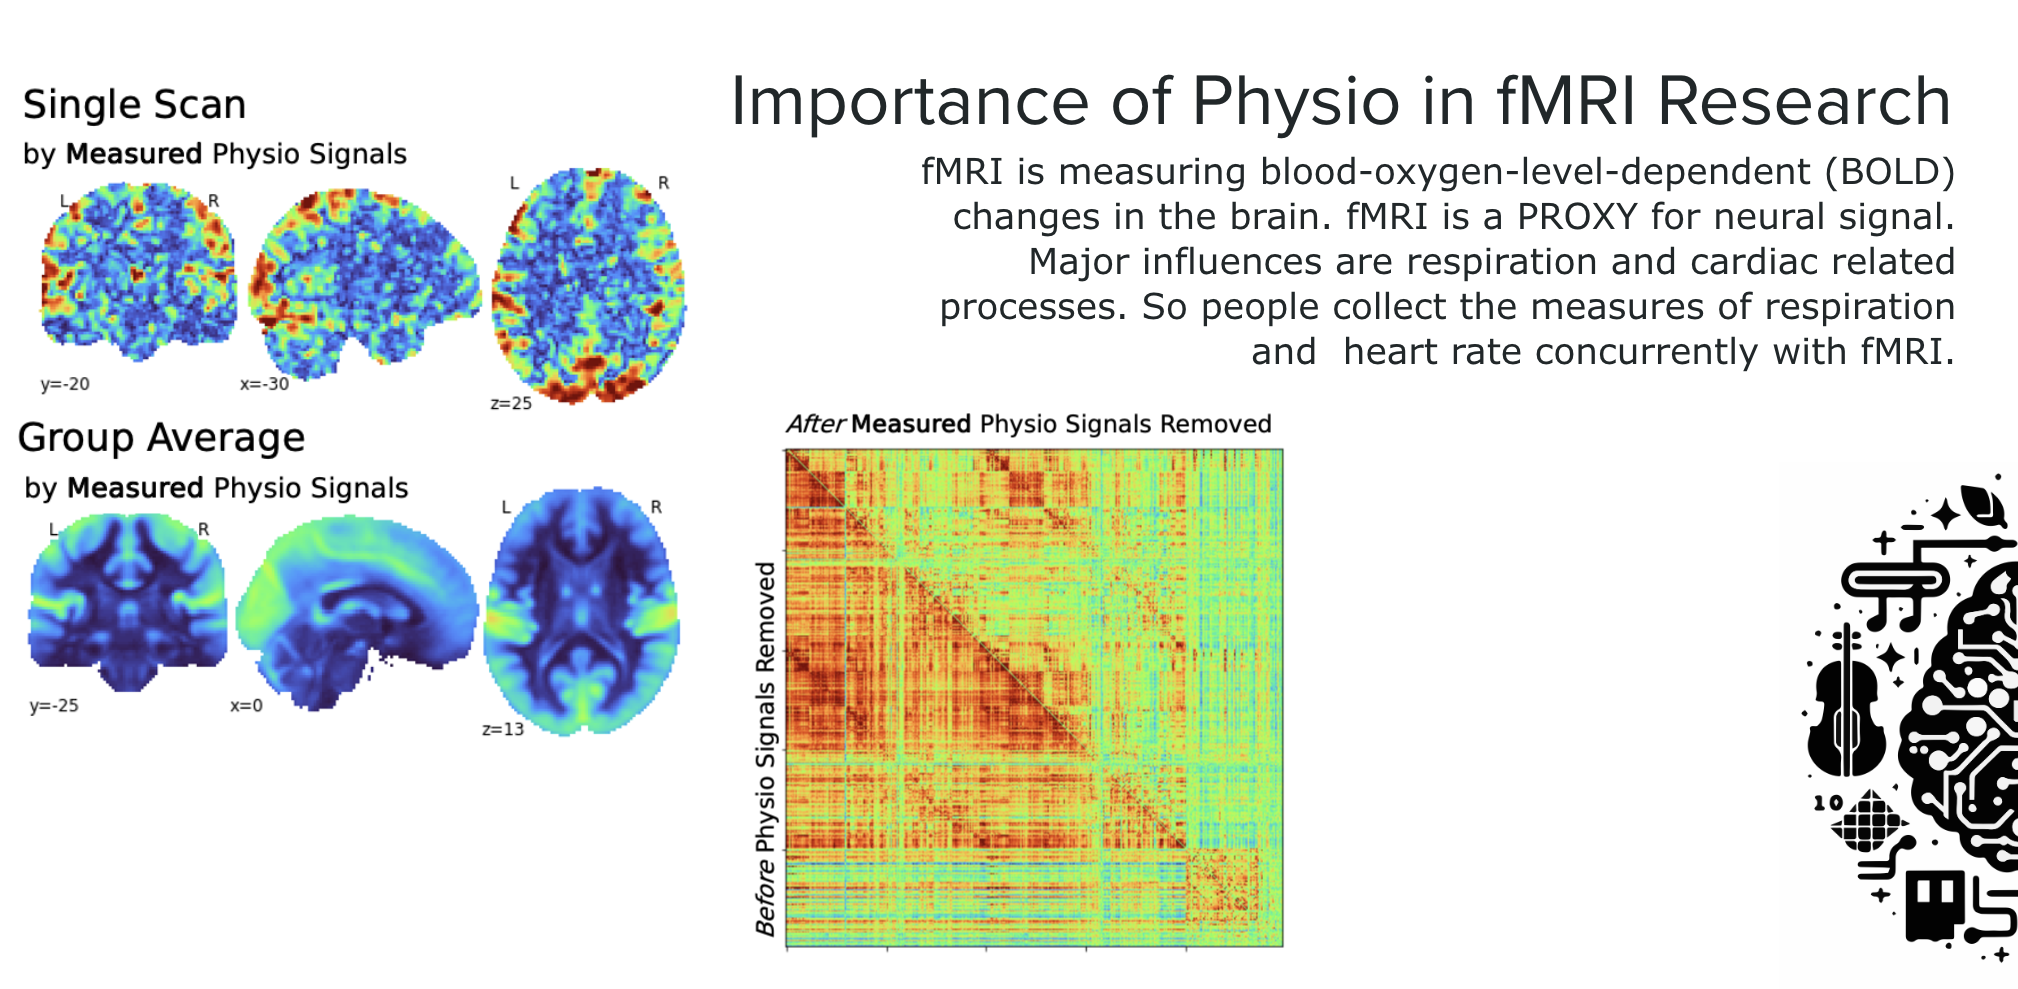 Importance of Physio in fMRI Research
fMRI is measuring blood-oxygen-level-dependent (BOLD)
changes in the brain. fMRI is a PROXY for neural signal.
Major influences are respiration and cardiac related
processes. So people collect the measures of respiration
and  heart rate concurrently with fMRI.
Single Scan
by Measured Physio Signals
L
R
L
R
y=-20
x=-30
z=25
Group Average
by Measured Physio Signals
L
R
L
R
y=-25
x=0
z=13
After Measured Physio Signals Removed
Before Physio Signals Removed
10